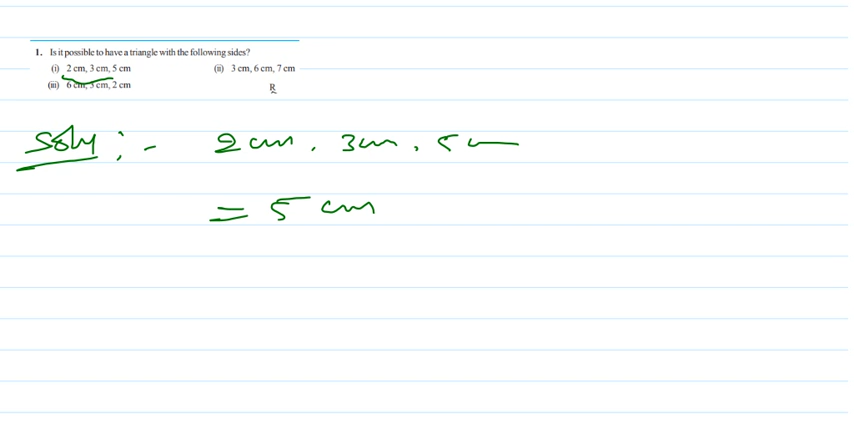 1. Is it possible to have a triangle with the following sides?
(i) 2 cm, 3 cm, 5 cm (ii) 3 cm, 6 cm, 7 cm
(iii) 6 cm, 3 cm, 2 cm
Soln :- 2 cm , 3 cm , 5 cm
= 5 cm